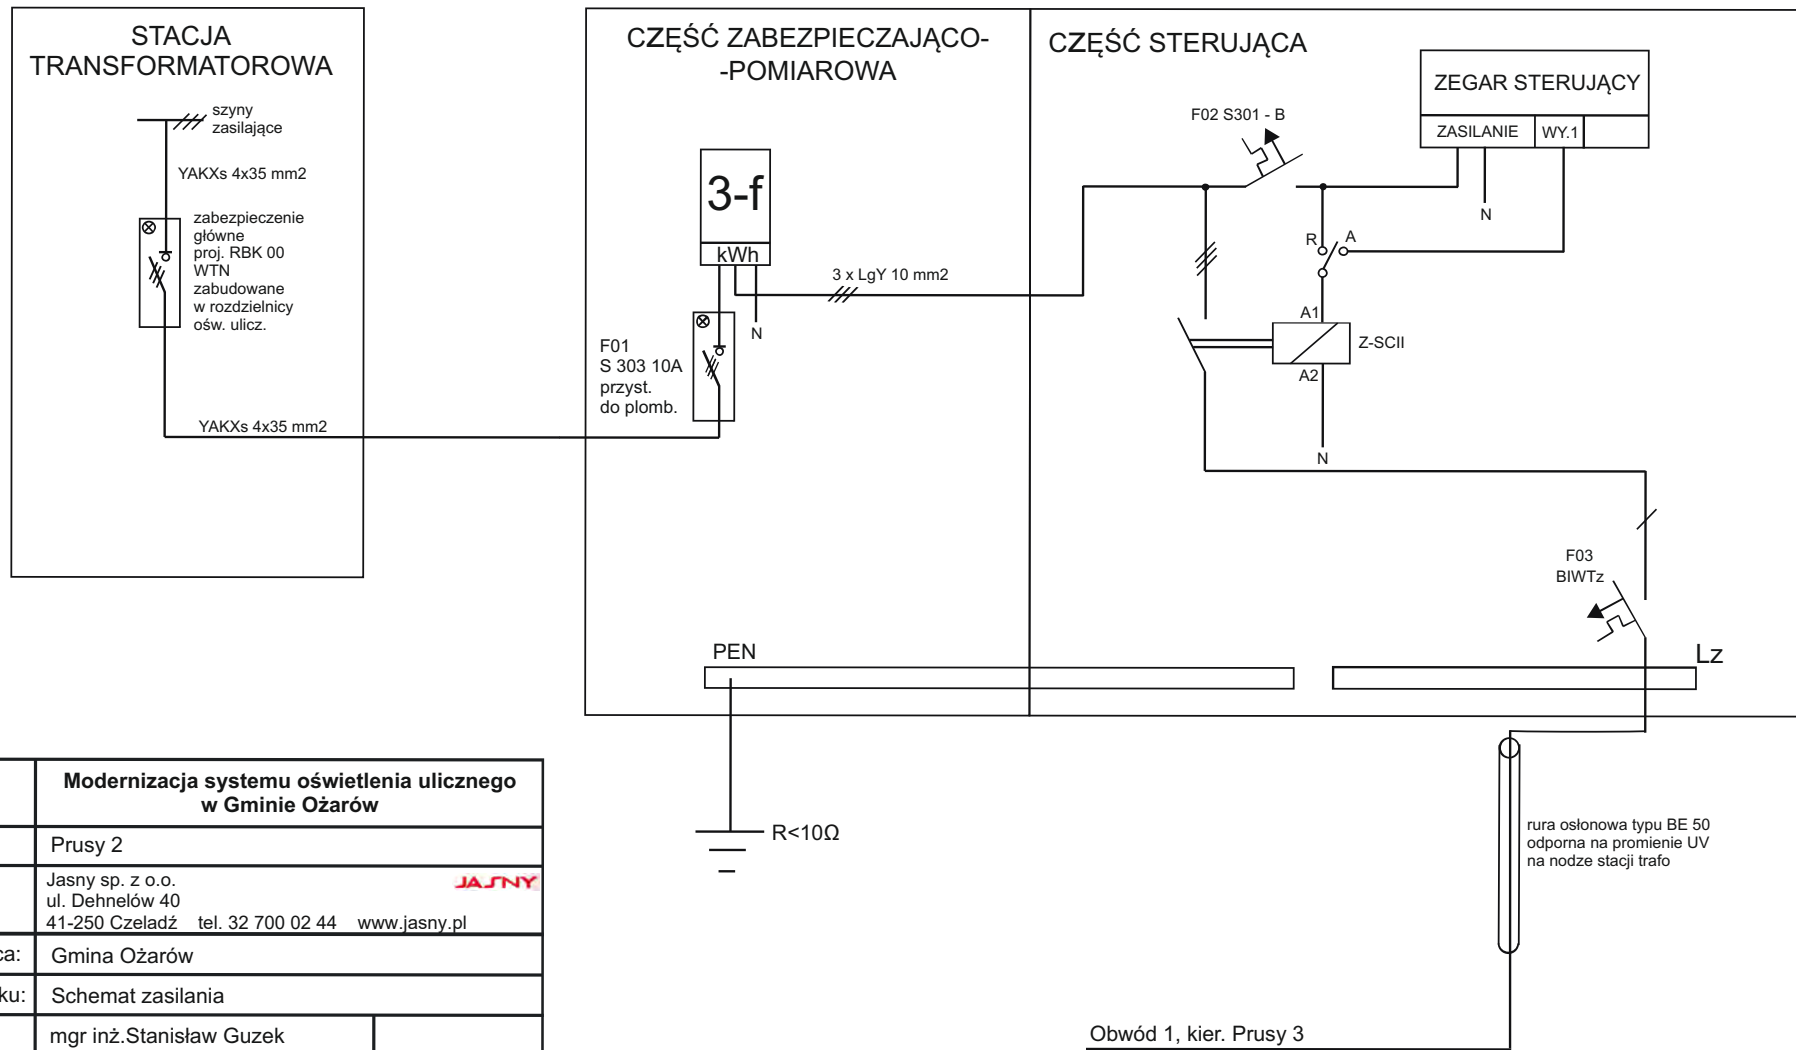 STACJA
TRANSFORMATOROWA
szyny
zasilające
YAKXs 4x35 mm2
zabezpieczenie
główne
proj. RBK 00
WTN
zabudowane
w rozdzielnicy
ośw. ulicz.
YAKXs 4x35 mm2
CZĘŚĆ ZABEZPIECZAJĄCO-
-POMIAROWA
3-f
kWh
N
F01
S 303 10A
przyst.
do plomb.
3 x LgY 10 mm2
CZĘŚĆ STERUJĄCA
F02 S301 - B
ZEGAR STERUJĄCY
ZASILANIE WY.1
N
R A
A1
Z-SCII
A2
N
F03
BIWTz
PEN
Lz
R<10Ω
rura osłonowa typu BE 50
odporna na promienie UV
na nodze stacji trafo
Obwód 1, kier. Prusy 3
Modernizacja systemu oświetlenia ulicznego
w Gminie Ożarów
Prusy 2
Jasny sp. z o.o.
JASNY
ul. Dehnelów 40
41-250 Czeladź tel. 32 700 02 44 www.jasny.pl
ca: Gmina Ożarów
ku: Schemat zasilania
mgr inż.Stanisław Guzek